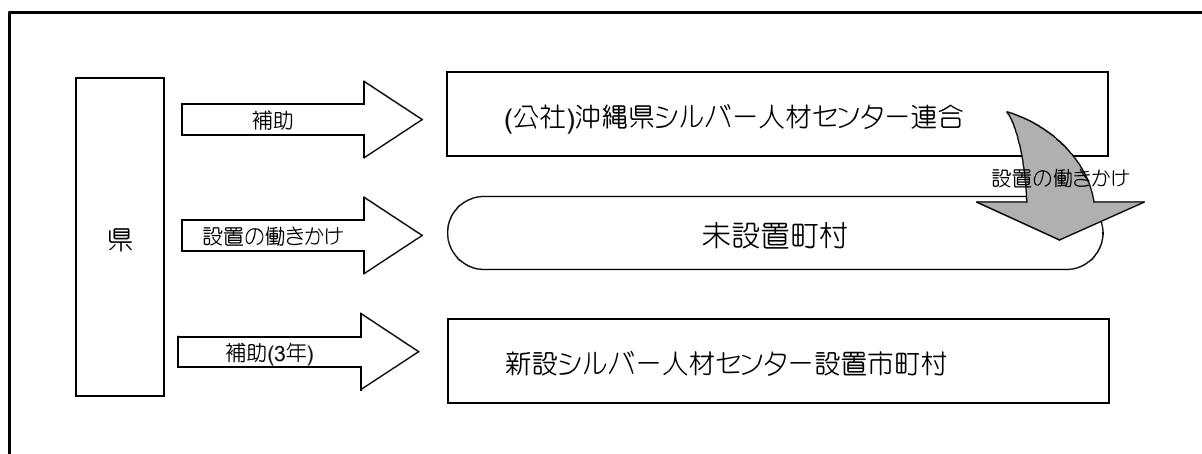 補助
(公社)沖縄県シルバー人材センター連合
設置の働きかけ
県
設置の働きかけ
未設置町村
補助(3年)
新設シルバー人材センター設置市町村